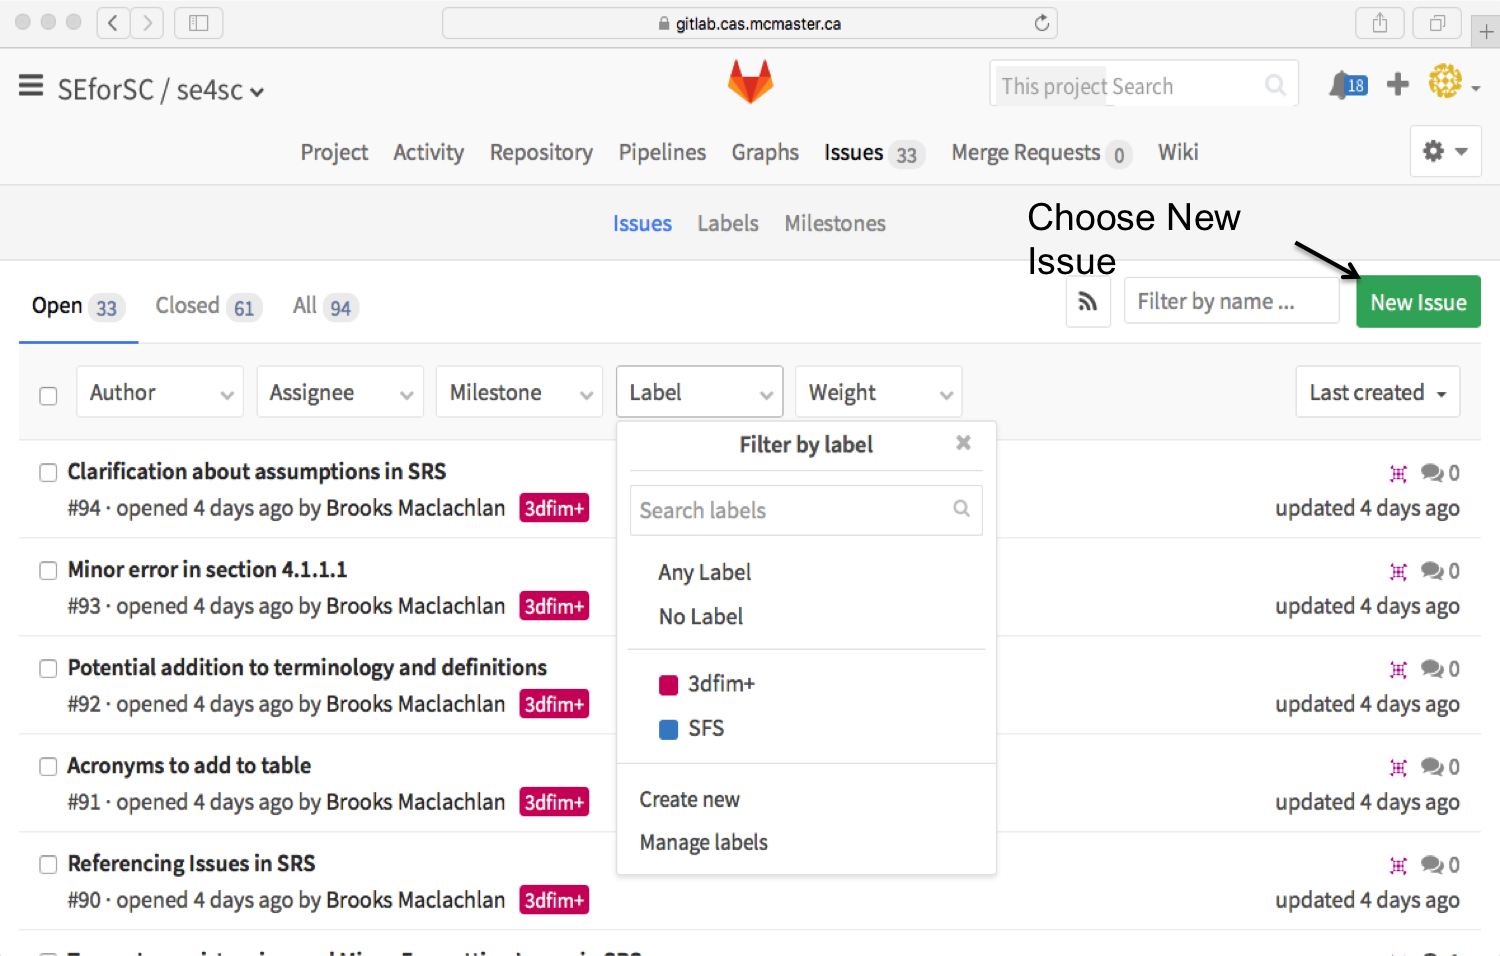 gitlab.cas.mcmaster.ca
SEforSC / se4sc
This project Search
18
Project Activity Repository Pipelines Graphs Issues 33 Merge Requests 0 Wiki
Issues Labels Milestones
Choose New
Issue
Open 33 Closed 61 All 94
Filter by name ...
New Issue
Author Assignee Milestone Label Weight Last created
Filter by label
Search labels
Any Label
No Label
3dfim+
SFS
Create new
Manage labels
Clarification about assumptions in SRS
0
#94 · opened 4 days ago by Brooks Maclachlan 3dfim+
updated 4 days ago
Minor error in section 4.1.1.1
0
#93 · opened 4 days ago by Brooks Maclachlan 3dfim+
updated 4 days ago
Potential addition to terminology and definitions
0
#92 · opened 4 days ago by Brooks Maclachlan 3dfim+
updated 4 days ago
Acronyms to add to table
0
#91 · opened 4 days ago by Brooks Maclachlan 3dfim+
updated 4 days ago
Referencing Issues in SRS
0
#90 · opened 4 days ago by Brooks Maclachlan 3dfim+
updated 4 days ago